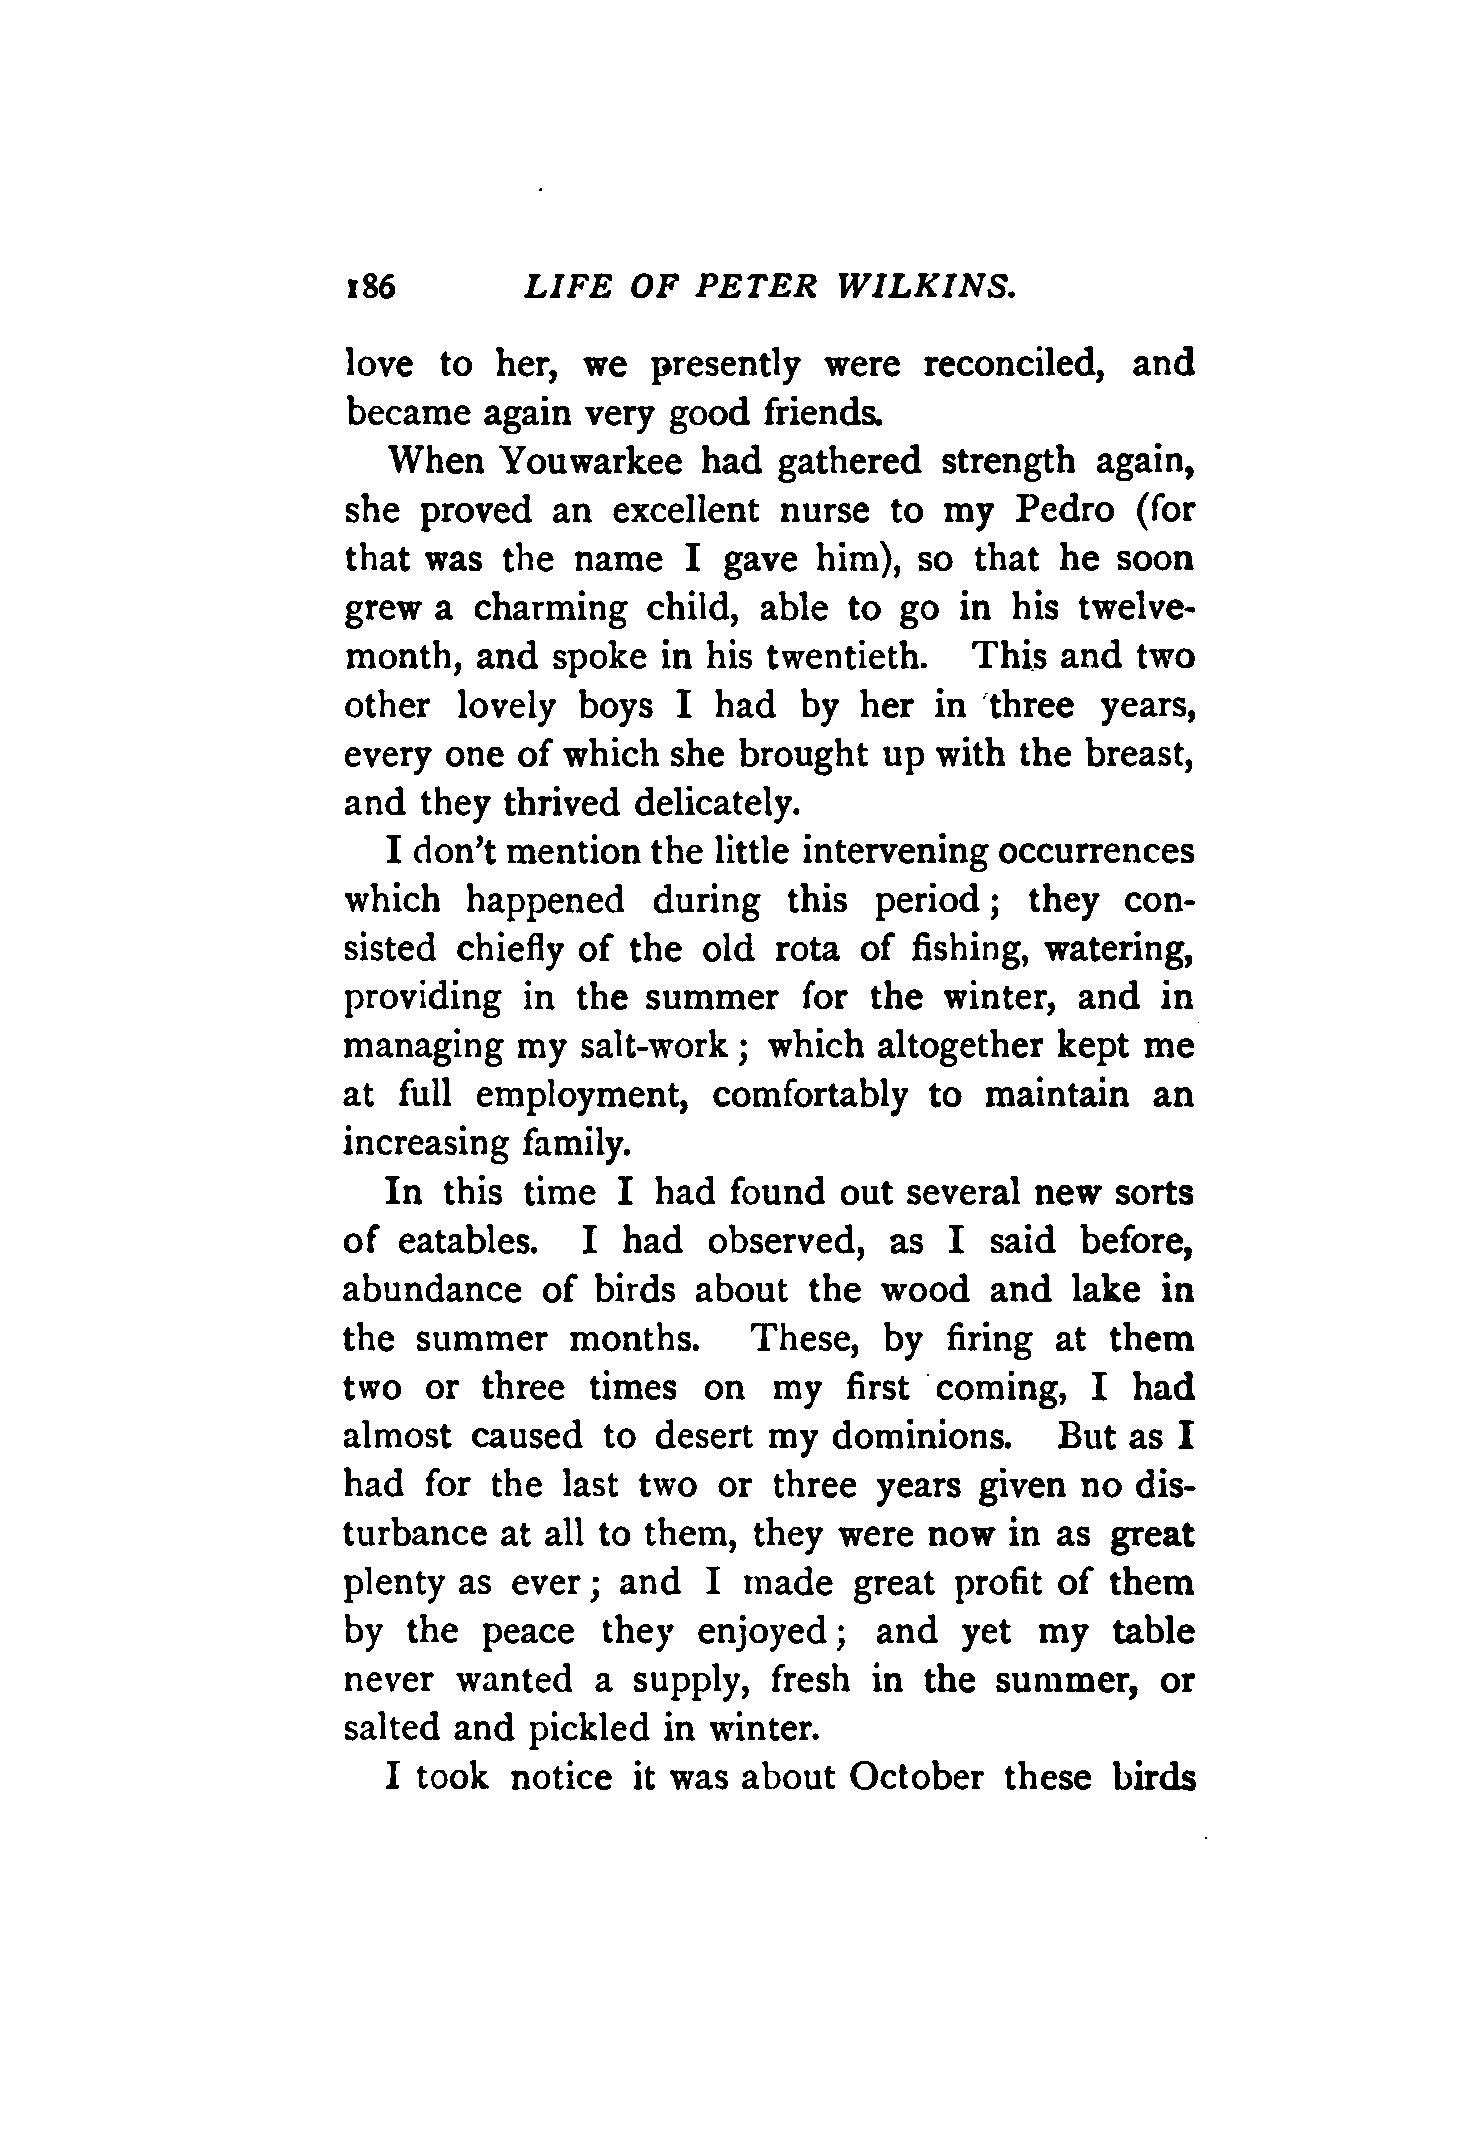 186 LIFE OF PETER WILKINS.
love to her, we presently were reconciled, and
became again very good friends.
When Youwarkee had gathered strength again,
she proved an excellent nurse to my Pedro (for
that was the name I gave him), so that he soon
grew a charming child, able to go in his twelve-
month, and spoke in his twentieth. This and two
other lovely boys I had by her in three years,
every one of which she brought up with the breast,
and they thrived delicately.
I don't mention the little intervening occurrences
which happened during this period; they con-
sisted chiefly of the old rota of fishing, watering,
providing in the summer for the winter, and in
managing my salt-work; which altogether kept me
at full employment, comfortably to maintain an
increasing family.
In this time I had found out several new sorts
of eatables. I had observed, as I said before,
abundance of birds about the wood and lake in
the summer months. These, by firing at them
two or three times on my first coming, I had
almost caused to desert my dominions. But as I
had for the last two or three years given no dis-
turbance at all to them, they were now in as great
plenty as ever; and I made great profit of them
by the peace they enjoyed; and yet my table
never wanted a supply, fresh in the summer, or
salted and pickled in winter.
I took notice it was about October these birds